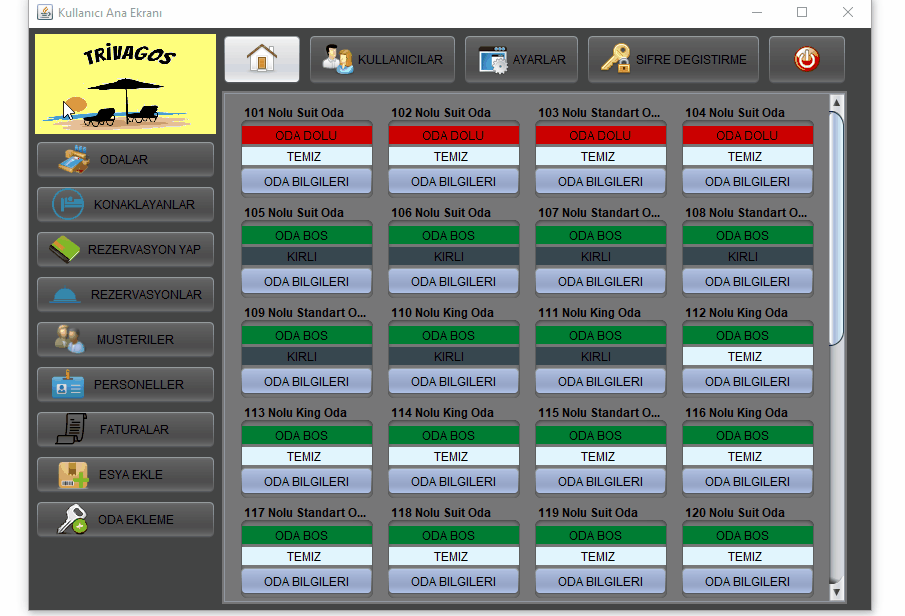 Kullanıcı Ana Ekranı
TRİVAGOS
KULLANICILAR
AYARLAR
SIFRE DEGISTIRME
ODALAR
KONAKLAYANLAR
REZERVASYON YAP
REZERVASYONLAR
MUSTERILER
PERSONELLER
FATURALAR
ESYA EKLE
ODA EKLEME
101 Nolu Suit Oda 102 Nolu Suit Oda 103 Nolu Standart O... 104 Nolu Suit Oda
ODA DOLU ODA DOLU ODA DOLU ODA DOLU
TEMIZ TEMIZ TEMIZ TEMIZ
ODA BILGILERI ODA BILGILERI ODA BILGILERI ODA BILGILERI
105 Nolu Suit Oda 106 Nolu Suit Oda 107 Nolu Standart O... 108 Nolu Standart O...
ODA BOS ODA BOS ODA BOS ODA BOS
KIRLI KIRLI KIRLI KIRLI
ODA BILGILERI ODA BILGILERI ODA BILGILERI ODA BILGILERI
109 Nolu Standart O... 110 Nolu King Oda 111 Nolu King Oda 112 Nolu King Oda
ODA BOS ODA BOS ODA BOS ODA BOS
KIRLI KIRLI KIRLI TEMIZ
ODA BILGILERI ODA BILGILERI ODA BILGILERI ODA BILGILERI
113 Nolu King Oda 114 Nolu King Oda 115 Nolu Standart O... 116 Nolu King Oda
ODA BOS ODA BOS ODA BOS ODA BOS
TEMIZ TEMIZ TEMIZ TEMIZ
ODA BILGILERI ODA BILGILERI ODA BILGILERI ODA BILGILERI
117 Nolu Standart O... 118 Nolu Suit Oda 119 Nolu Suit Oda 120 Nolu Suit Oda
ODA BOS ODA BOS ODA BOS ODA BOS
TEMIZ TEMIZ TEMIZ TEMIZ
ODA BILGILERI ODA BILGILERI ODA BILGILERI ODA BILGILERI